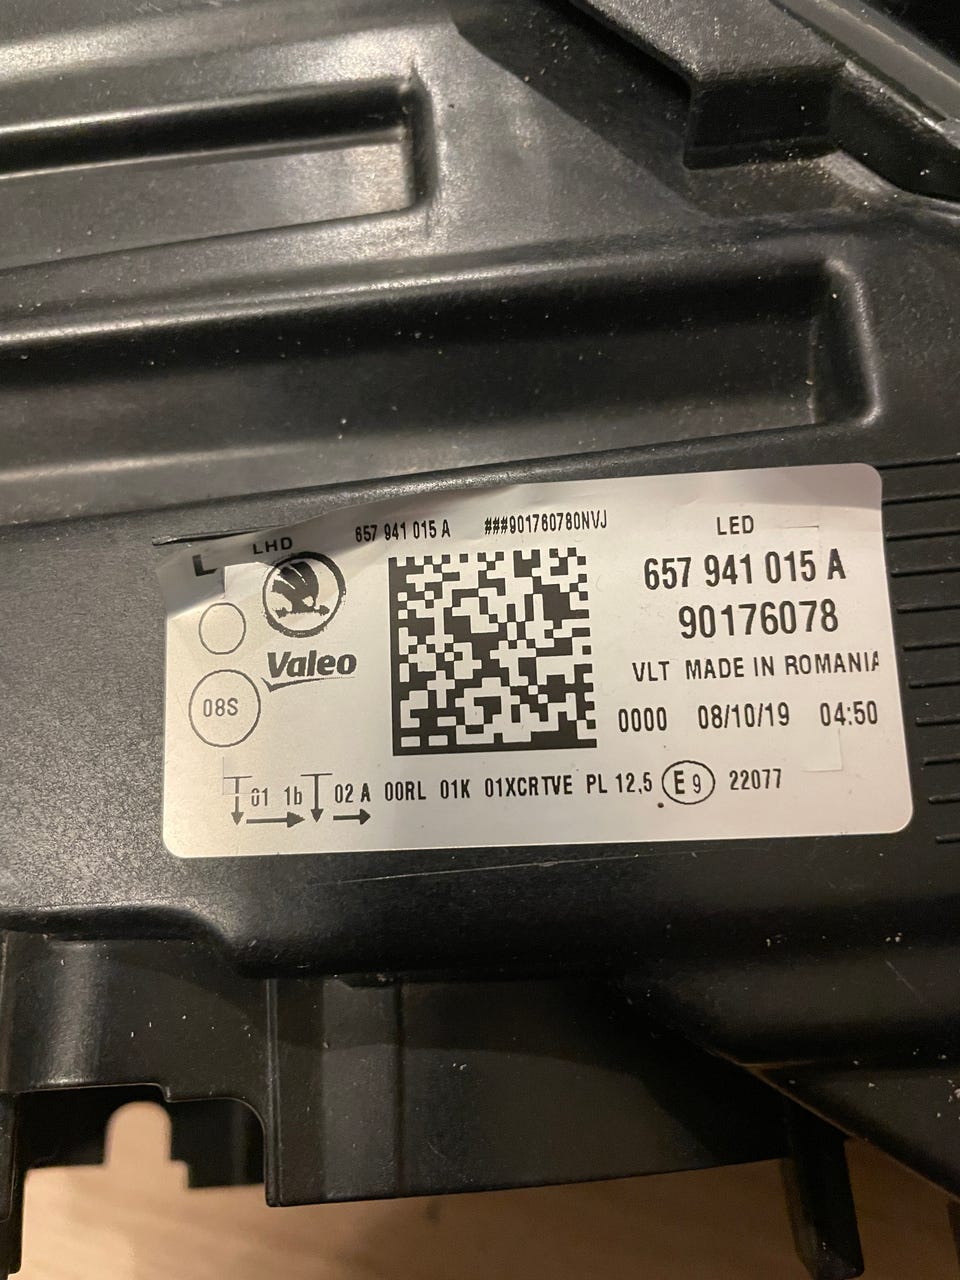 L LHD 657 941 015 A ###901760780NVJ LED
657 941 015 A
90176078
Valeo
VLT MADE IN ROMANIA
08S
0000 08/10/19 04:50
01 1b 02 A 00RL 01K 01XCRTVE PL 12,5 E9 22077